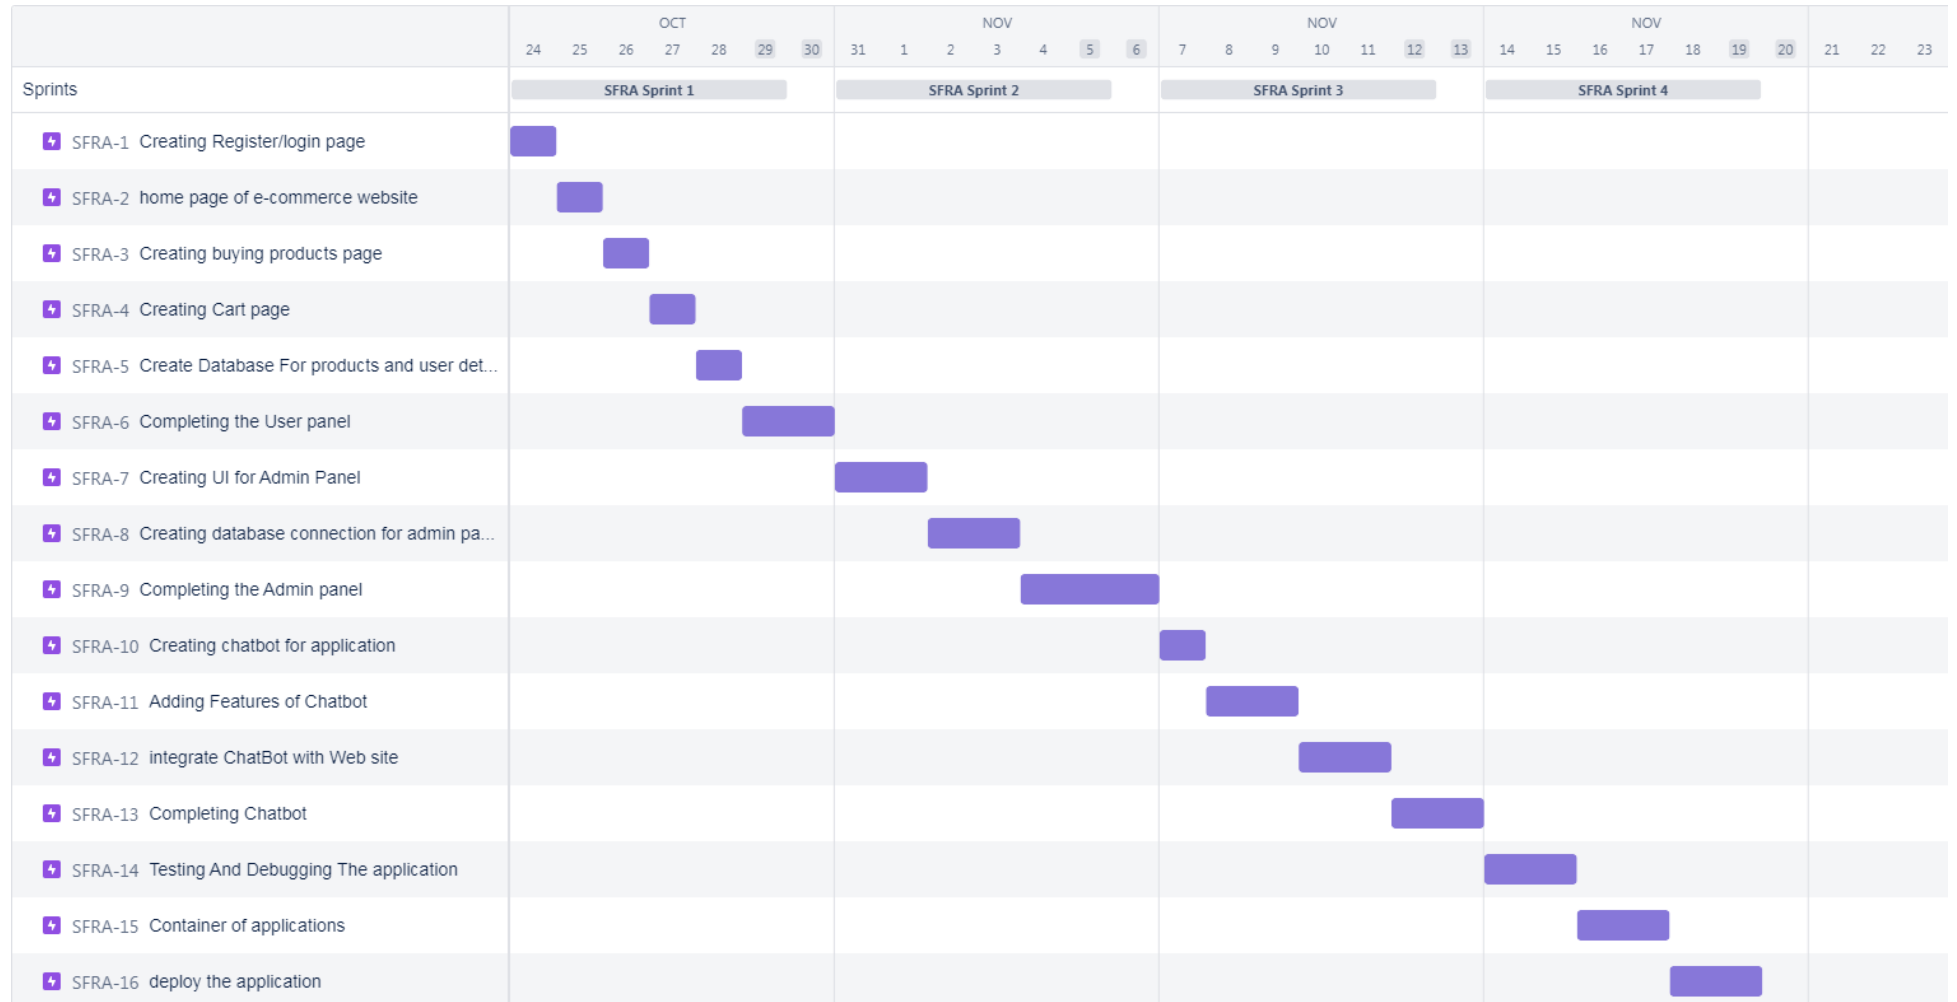 OCT NOV NOV NOV
24 25 26 27 28 29 30 31 1 2 3 4 5 6 7 8 9 10 11 12 13 14 15 16 17 18 19 20 21 22 23
Sprints SFRA Sprint 1 SFRA Sprint 2 SFRA Sprint 3 SFRA Sprint 4
SFRA-1 Creating Register/login page
SFRA-2 home page of e-commerce website
SFRA-3 Creating buying products page
SFRA-4 Creating Cart page
SFRA-5 Create Database For products and user det...
SFRA-6 Completing the User panel
SFRA-7 Creating UI for Admin Panel
SFRA-8 Creating database connection for admin pa...
SFRA-9 Completing the Admin panel
SFRA-10 Creating chatbot for application
SFRA-11 Adding Features of Chatbot
SFRA-12 integrate ChatBot with Web site
SFRA-13 Completing Chatbot
SFRA-14 Testing And Debugging The application
SFRA-15 Container of applications
SFRA-16 deploy the application